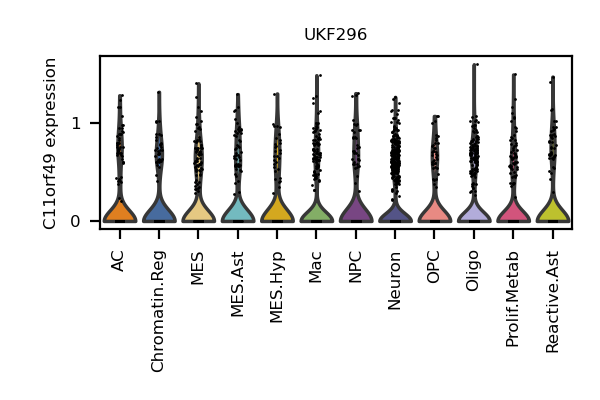 UKF296
C11orf49 expression
1
0
AC
Chromatin.Reg
MES
MES.Ast
MES.Hyp
Mac
NPC
Neuron
OPC
Oligo
Prolif.Metab
Reactive.Ast